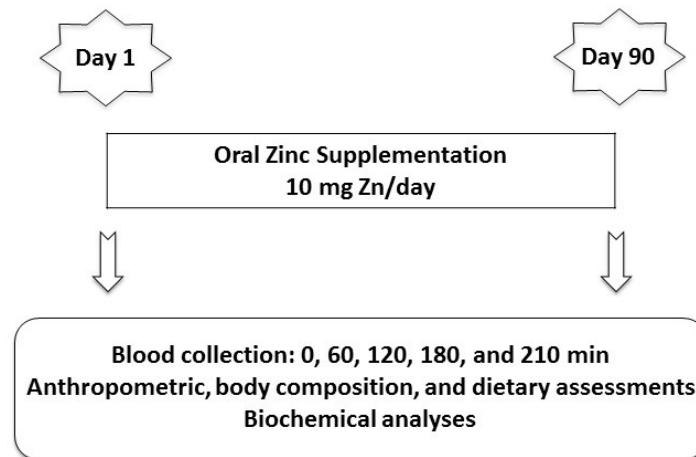 Day 1
Day 90
Oral Zinc Supplementation
10 mg Zn/day
Blood collection: 0, 60, 120, 180, and 210 min
Anthropometric, body composition, and dietary assessments
Biochemical analyses